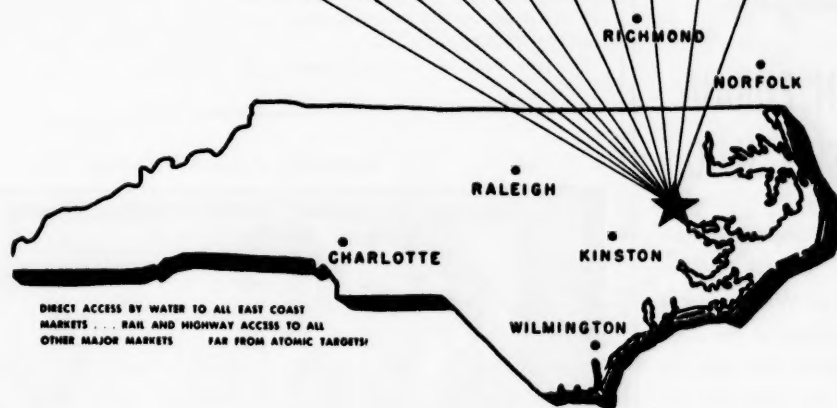 RICHMOND
NORFOLK
RALEIGH
KINSTON
CHARLOTTE
DIRECT ACCESS BY WATER TO ALL EAST COAST
MARKETS . . . RAIL AND HIGHWAY ACCESS TO ALL
OTHER MAJOR MARKETS FAR FROM ATOMIC TARGETS!
WILMINGTON